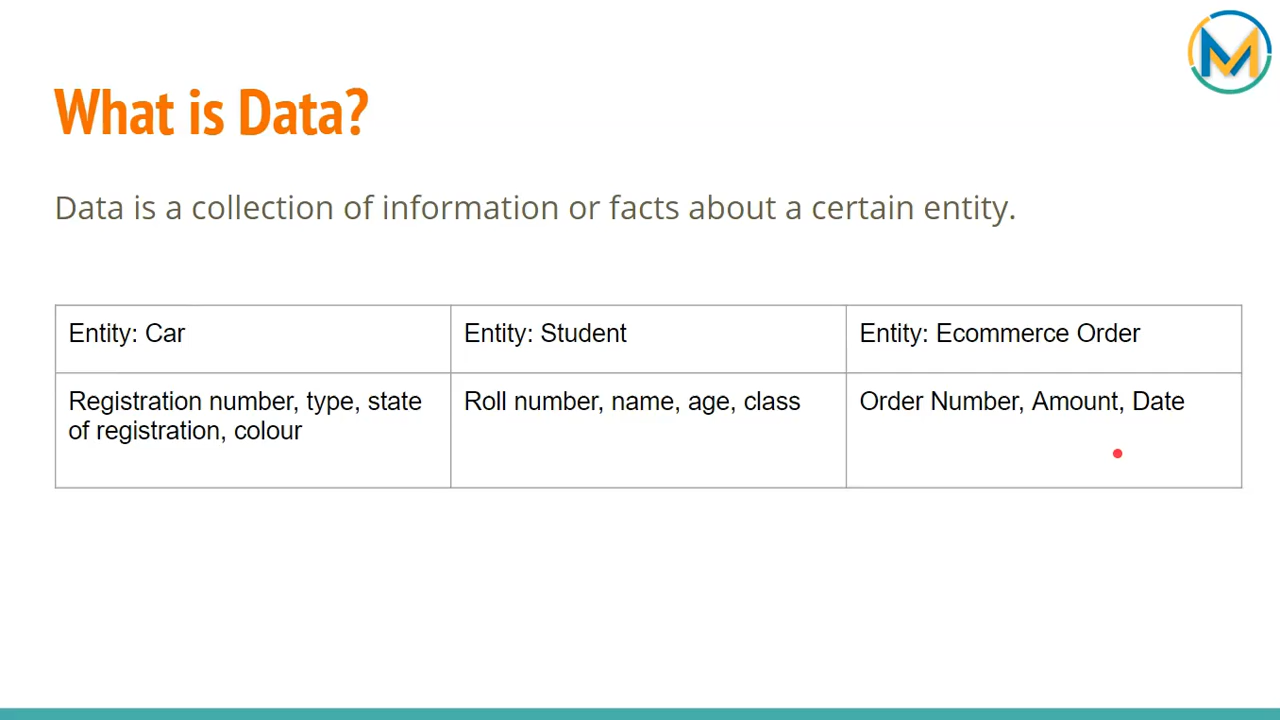 What is Data?
Data is a collection of information or facts about a certain entity.
Entity: Car
Entity: Student
Entity: Ecommerce Order
Registration number, type, state
of registration, colour
Roll number, name, age, class
Order Number, Amount, Date